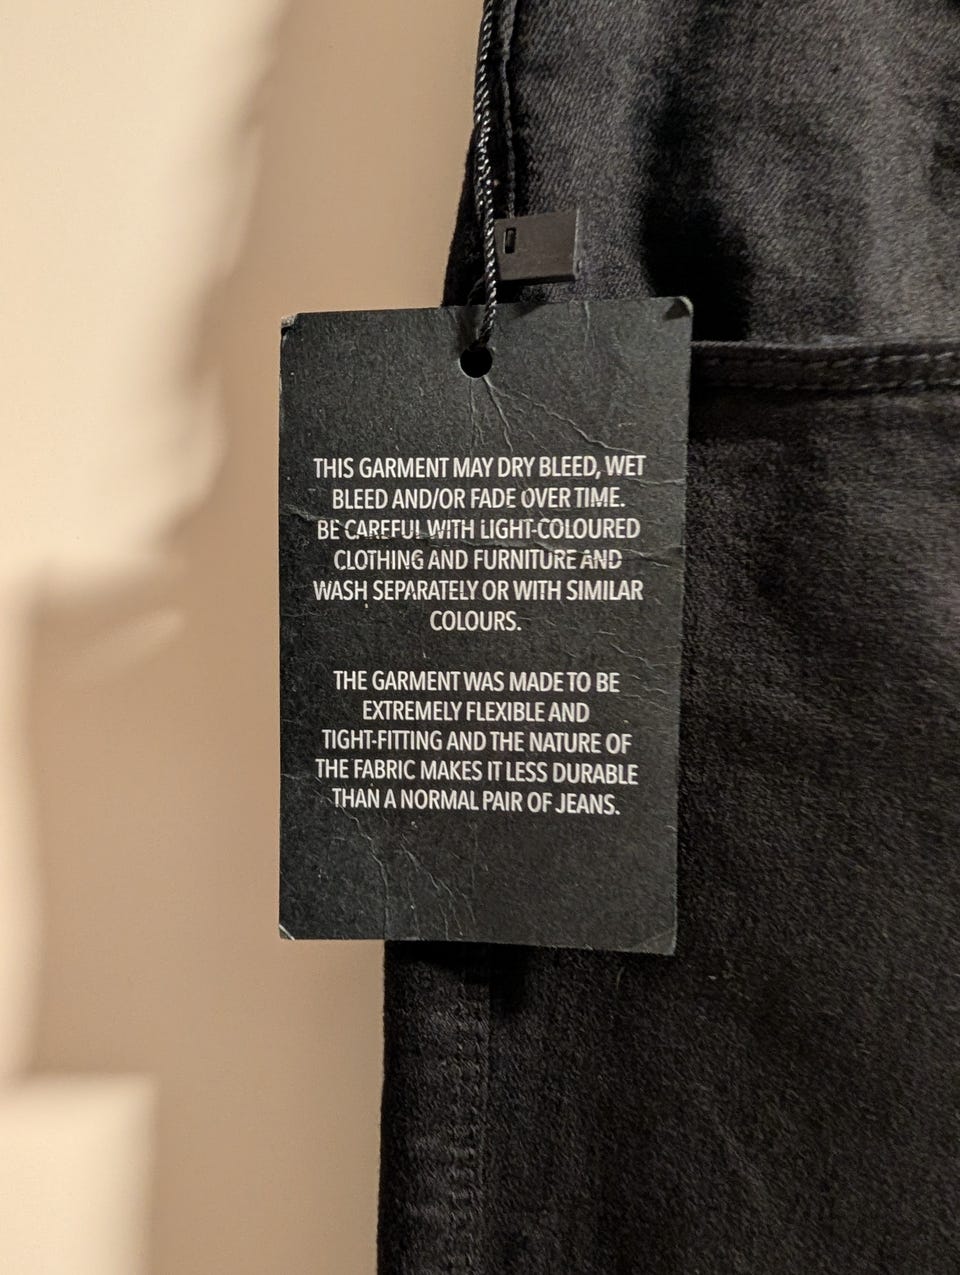 THIS GARMENT MAY DRY BLEED, WET
BLEED AND/OR FADE OVER TIME.
BE CAREFUL WITH LIGHT-COLOURED
CLOTHING AND FURNITURE AND
WASH SEPARATELY OR WITH SIMILAR
COLOURS.
THE GARMENT WAS MADE TO BE
EXTREMELY FLEXIBLE AND
TIGHT-FITTING AND THE NATURE OF
THE FABRIC MAKES IT LESS DURABLE
THAN A NORMAL PAIR OF JEANS.